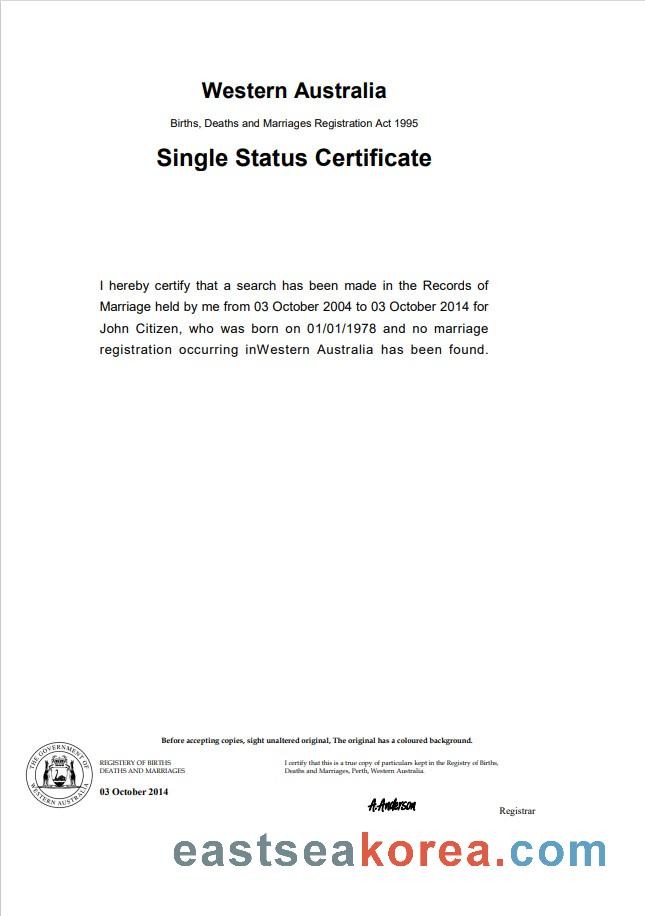 Western Australia
Births, Deaths and Marriages Registration Act 1995
Single Status Certificate
I hereby certify that a search has been made in the Records of
Marriage held by me from 03 October 2004 to 03 October 2014 for
John Citizen, who was born on 01/01/1978 and no marriage
registration occurring inWestern Australia has been found.
Before accepting copies, sight unaltered original, The original has a coloured background.
THE GOVERNMENT OF
WESTERN AUSTRALIA
REGISTERY OF BIRTHS
DEATHS AND MARRIAGES
03 October 2014
I certify that this is a true copy of particulars kept in the Registry of Births,
Deaths and Marriages, Perth, Western Australia.
A.Anderson
Registrar
eastseakorea.com